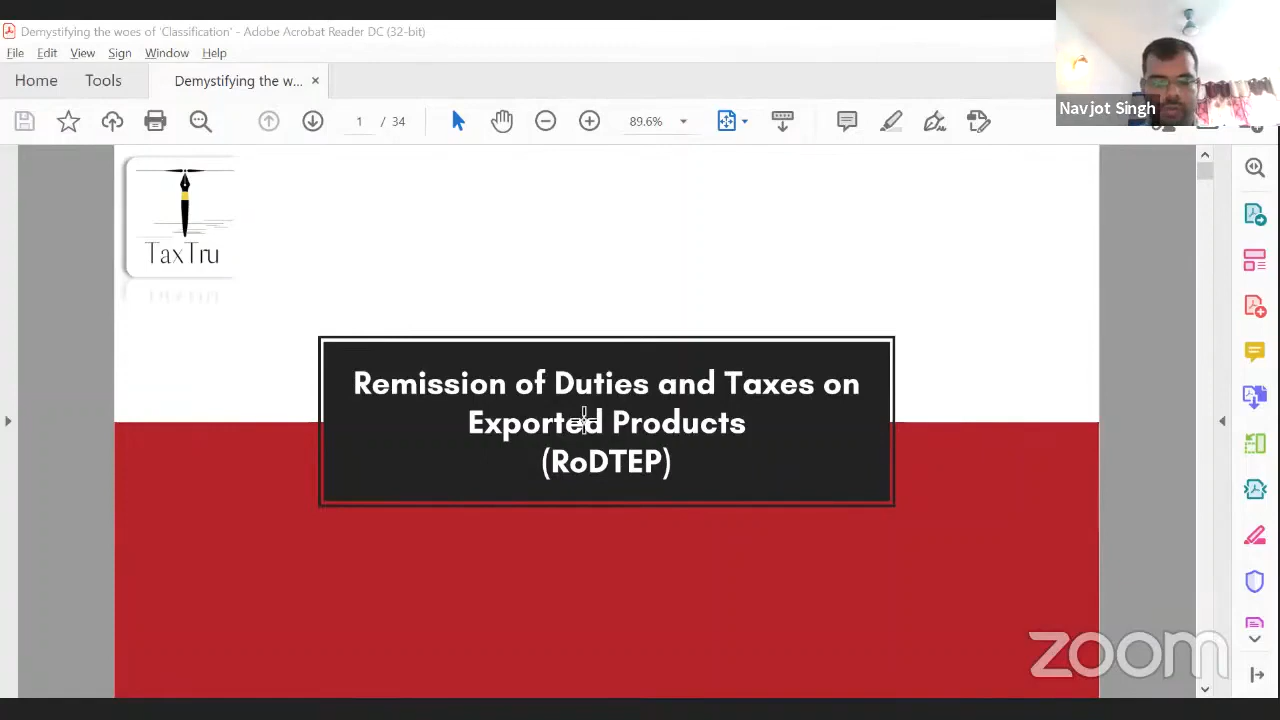 Demystifying the woes of 'Classification' - Adobe Acrobat Reader DC (32-bit)
File Edit View Sign Window Help
Home Tools Demystifying the w... ×
1 / 34 89.6%
Navjot Singh
TaxTru
Remission of Duties and Taxes on
Exported Products
(RoDTEP)
zoom